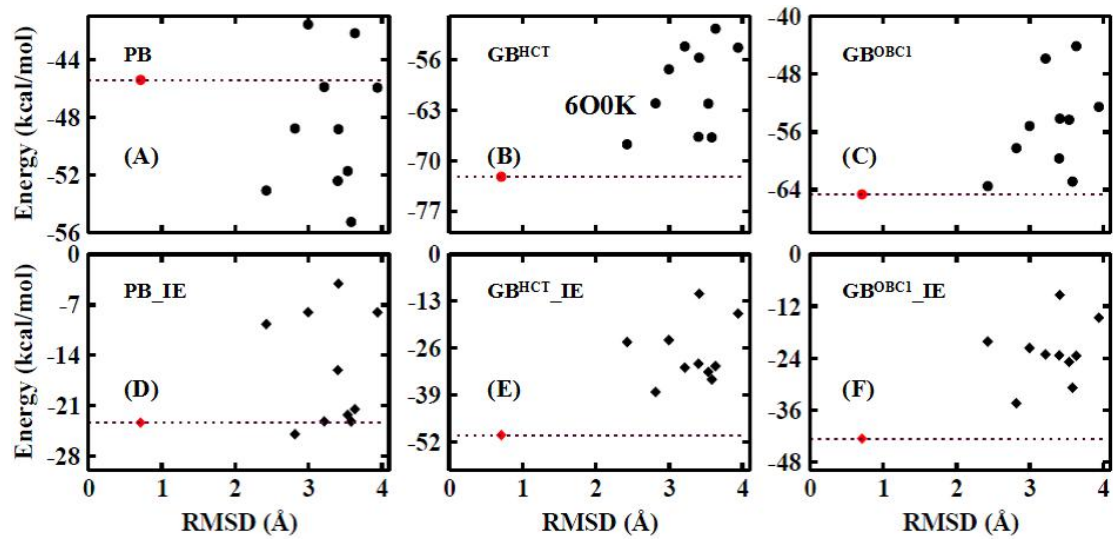 Energy (kcal/mol)
-44
-48
-52
-56
PB
(A)
-56
-63
-70
-77
GB^HCT
6O0K
(B)
-40
-48
-56
-64
GB^OBC1
(C)
Energy (kcal/mol)
0
-7
-14
-21
-28
PB_IE
(D)
0 1 2 3 4
RMSD (Å)
0
-13
-26
-39
-52
GB^HCT_IE
(E)
0 1 2 3 4
RMSD (Å)
0
-12
-24
-36
-48
GB^OBC1_IE
(F)
0 1 2 3 4
RMSD (Å)